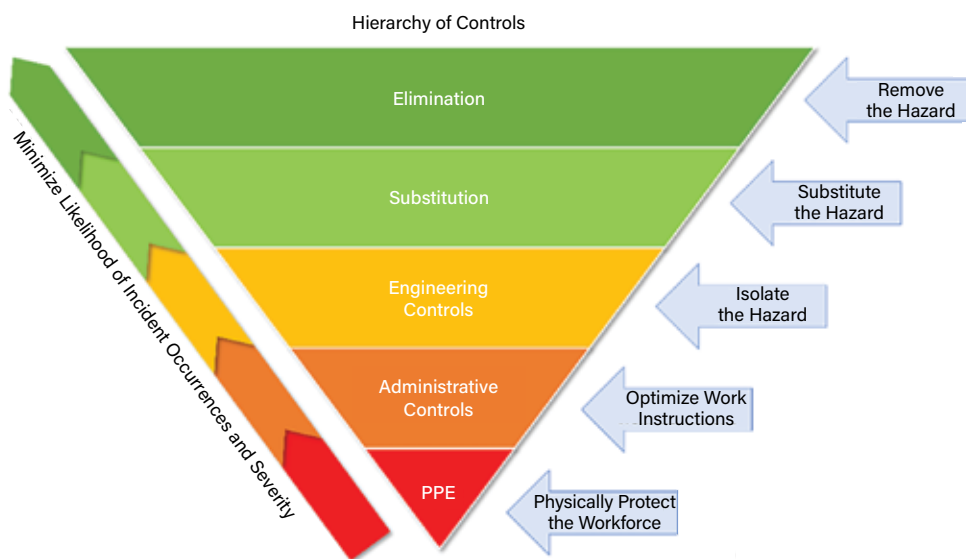 Hierarchy of Controls
Elimination
Remove
the Hazard
Substitution
Substitute
the Hazard
Engineering
Controls
Isolate
the Hazard
Administrative
Controls
Optimize Work
Instructions
PPE
Physically Protect
the Workforce
Minimize Likelihood of Incident Occurrences and Severity